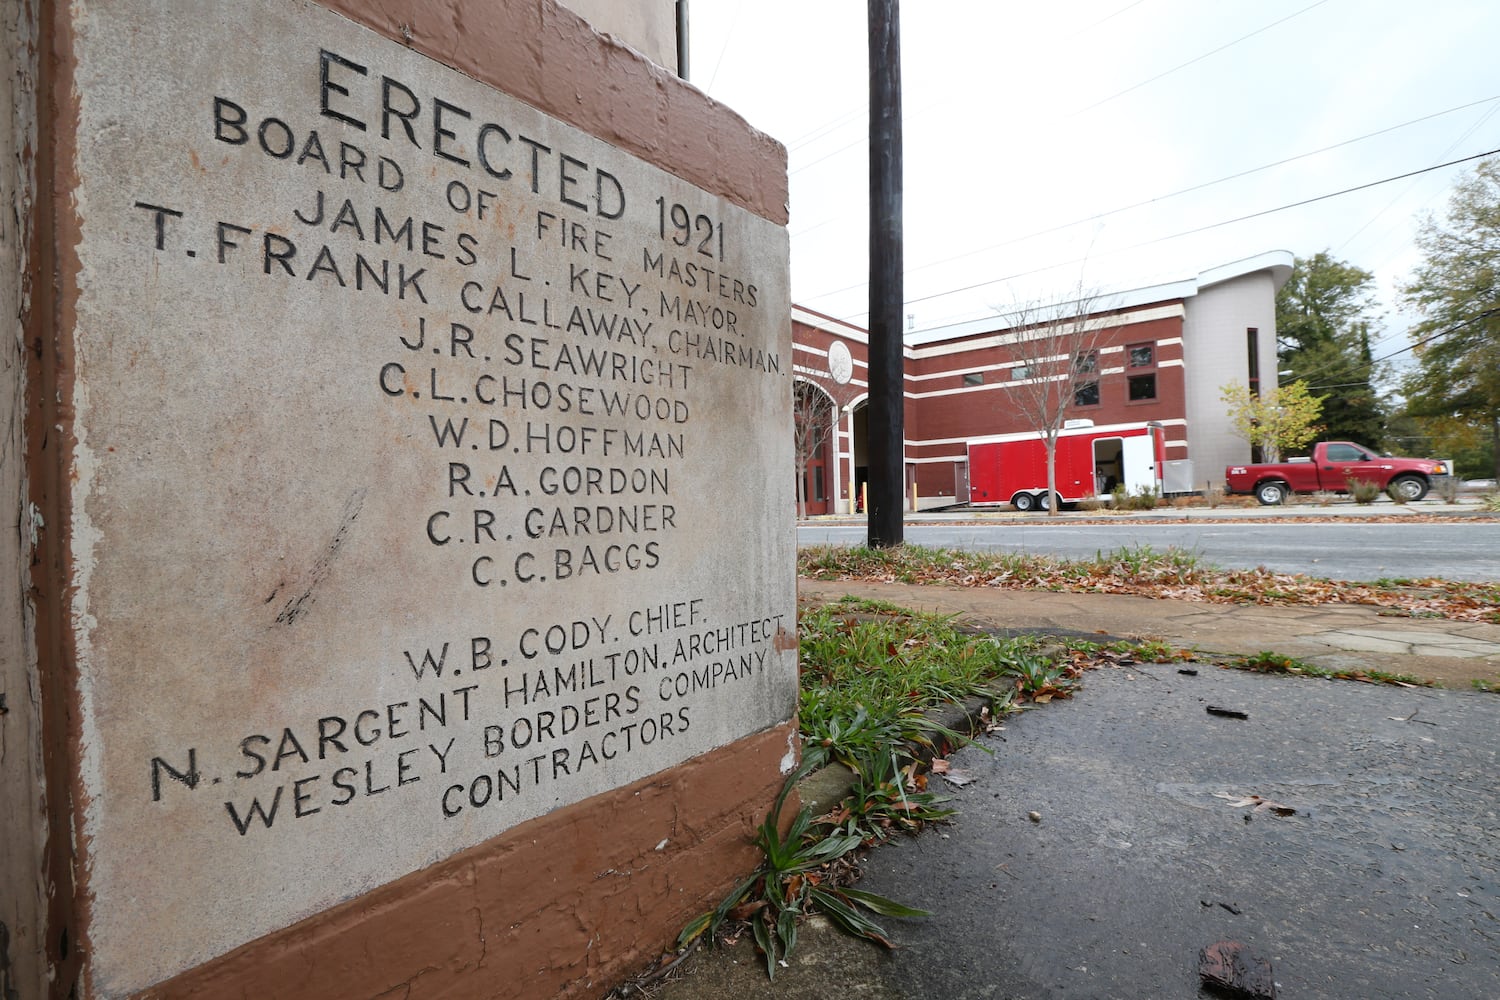 ERECTED 1921
BOARD OF FIRE MASTERS
JAMES L. KEY, MAYOR.
T. FRANK CALLAWAY, CHAIRMAN.
J.R. SEAWRIGHT
C.L. CHOSEWOOD
W.D. HOFFMAN
R.A. GORDON
C.R. GARDNER
C.C. BAGGS
W.B. CODY. CHIEF.
N. SARGENT HAMILTON. ARCHITECT
WESLEY BORDERS COMPANY
CONTRACTORS